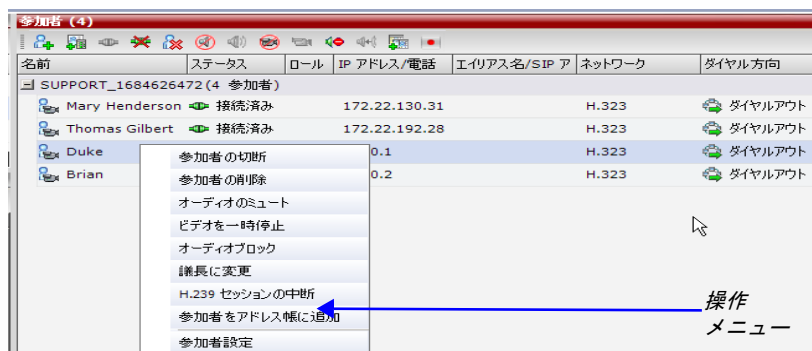 参加者 (4)
名前 ステータス ロール IP アドレス/電話 エイリアス名/SIP ア ネットワーク ダイヤル方向
SUPPORT_1684626472 (4 参加者)
Mary Henderson 接続済み 172.22.130.31 H.323 ダイヤルアウト
Thomas Gilbert 接続済み 172.22.192.28 H.323 ダイヤルアウト
Duke 0.1 H.323 ダイヤルアウト
Brian 0.2 H.323 ダイヤルアウト
参加者の切断
参加者の削除
オーディオのミュート
ビデオを一時停止
オーディオブロック
議長に変更
H.239 セッションの中断
参加者をアドレス帳に追加
参加者設定
操作
メニュー